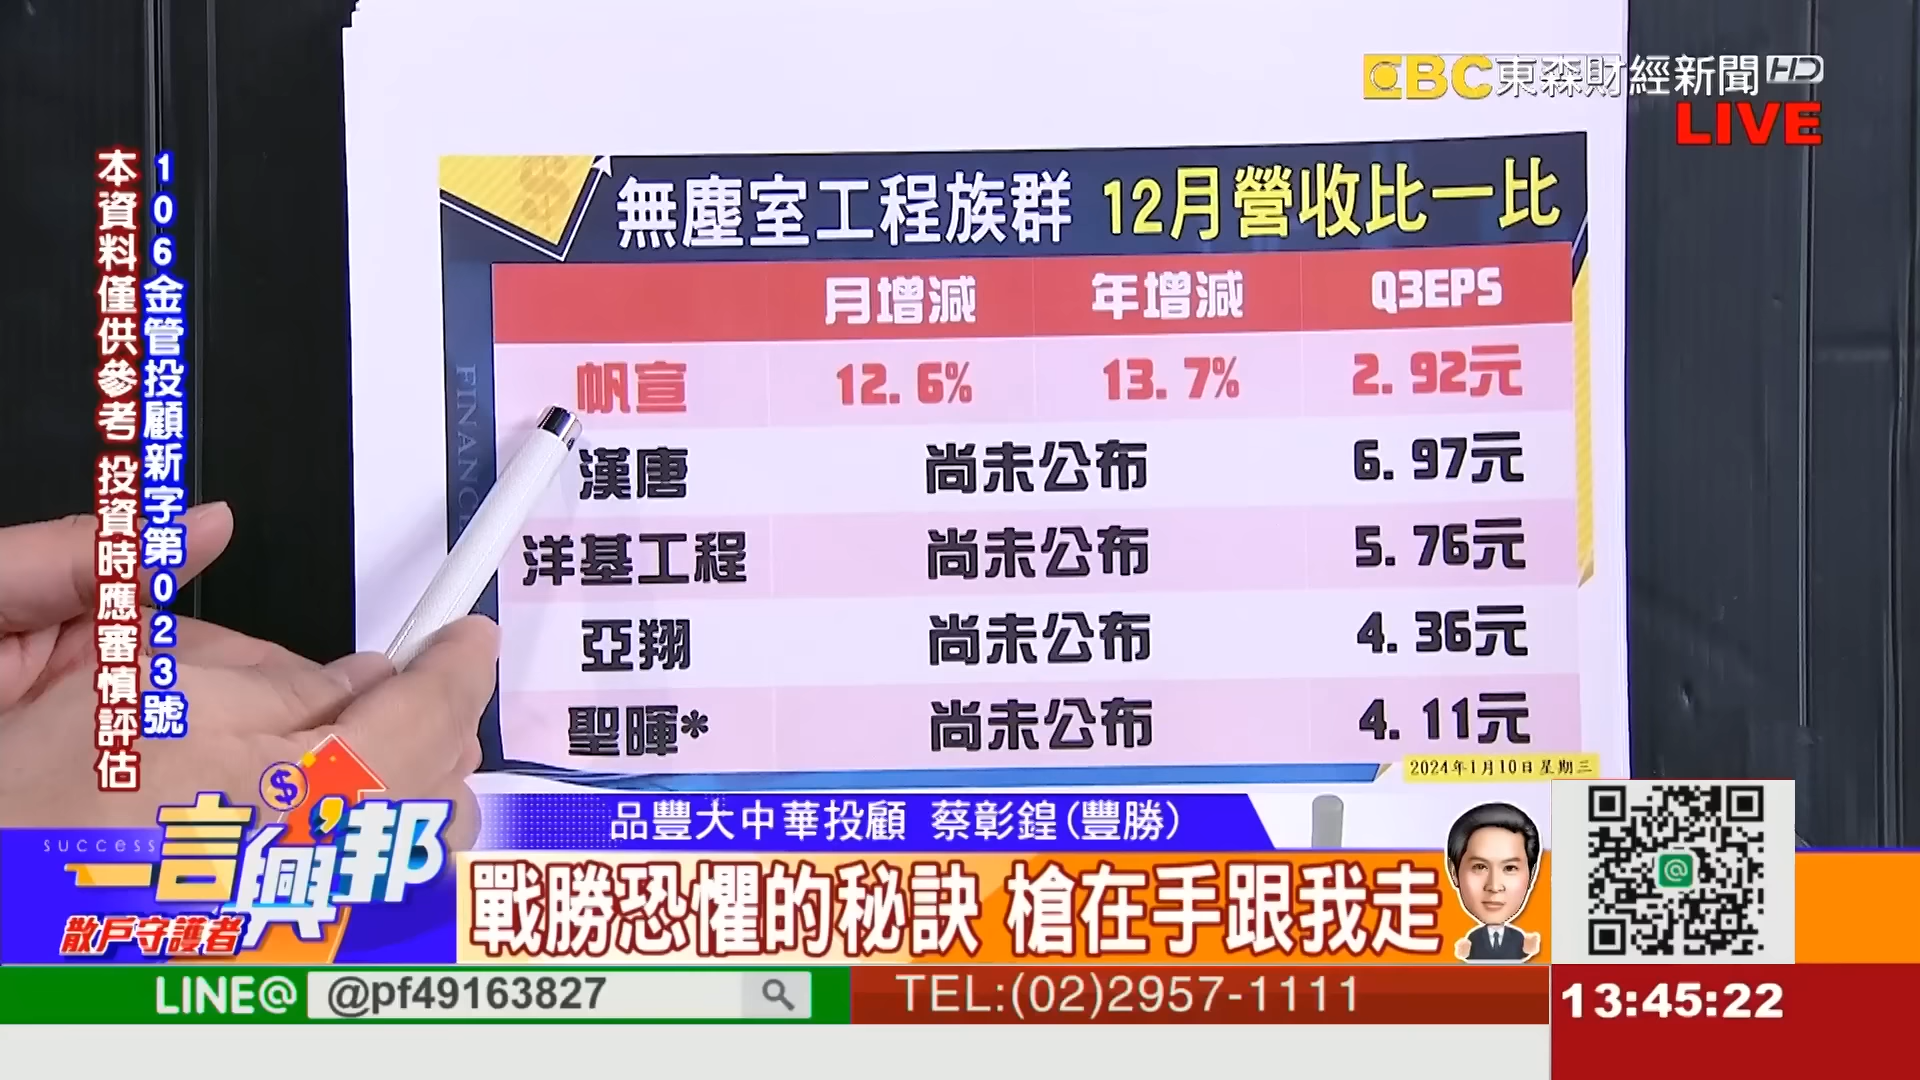 EBC東森財經新聞HD
LIVE
106金管投顧新字第023號
本資料僅供參考 投資時應審慎評估
無塵室工程族群 12月營收比一比
月增減 年增減 Q3EPS
帆宣 12.6% 13.7% 2.92元
漢唐 尚未公布 6.97元
洋基工程 尚未公布 5.76元
亞翔 尚未公布 4.36元
聖暉* 尚未公布 4.11元
2024年1月10日星期三
success
一言興邦
散戶守護者
品豐大中華投顧 蔡彰鍠(豐勝)
戰勝恐懼的秘訣 槍在手跟我走
LINE@ @pf49163827
TEL:(02)2957-1111
13:45:22